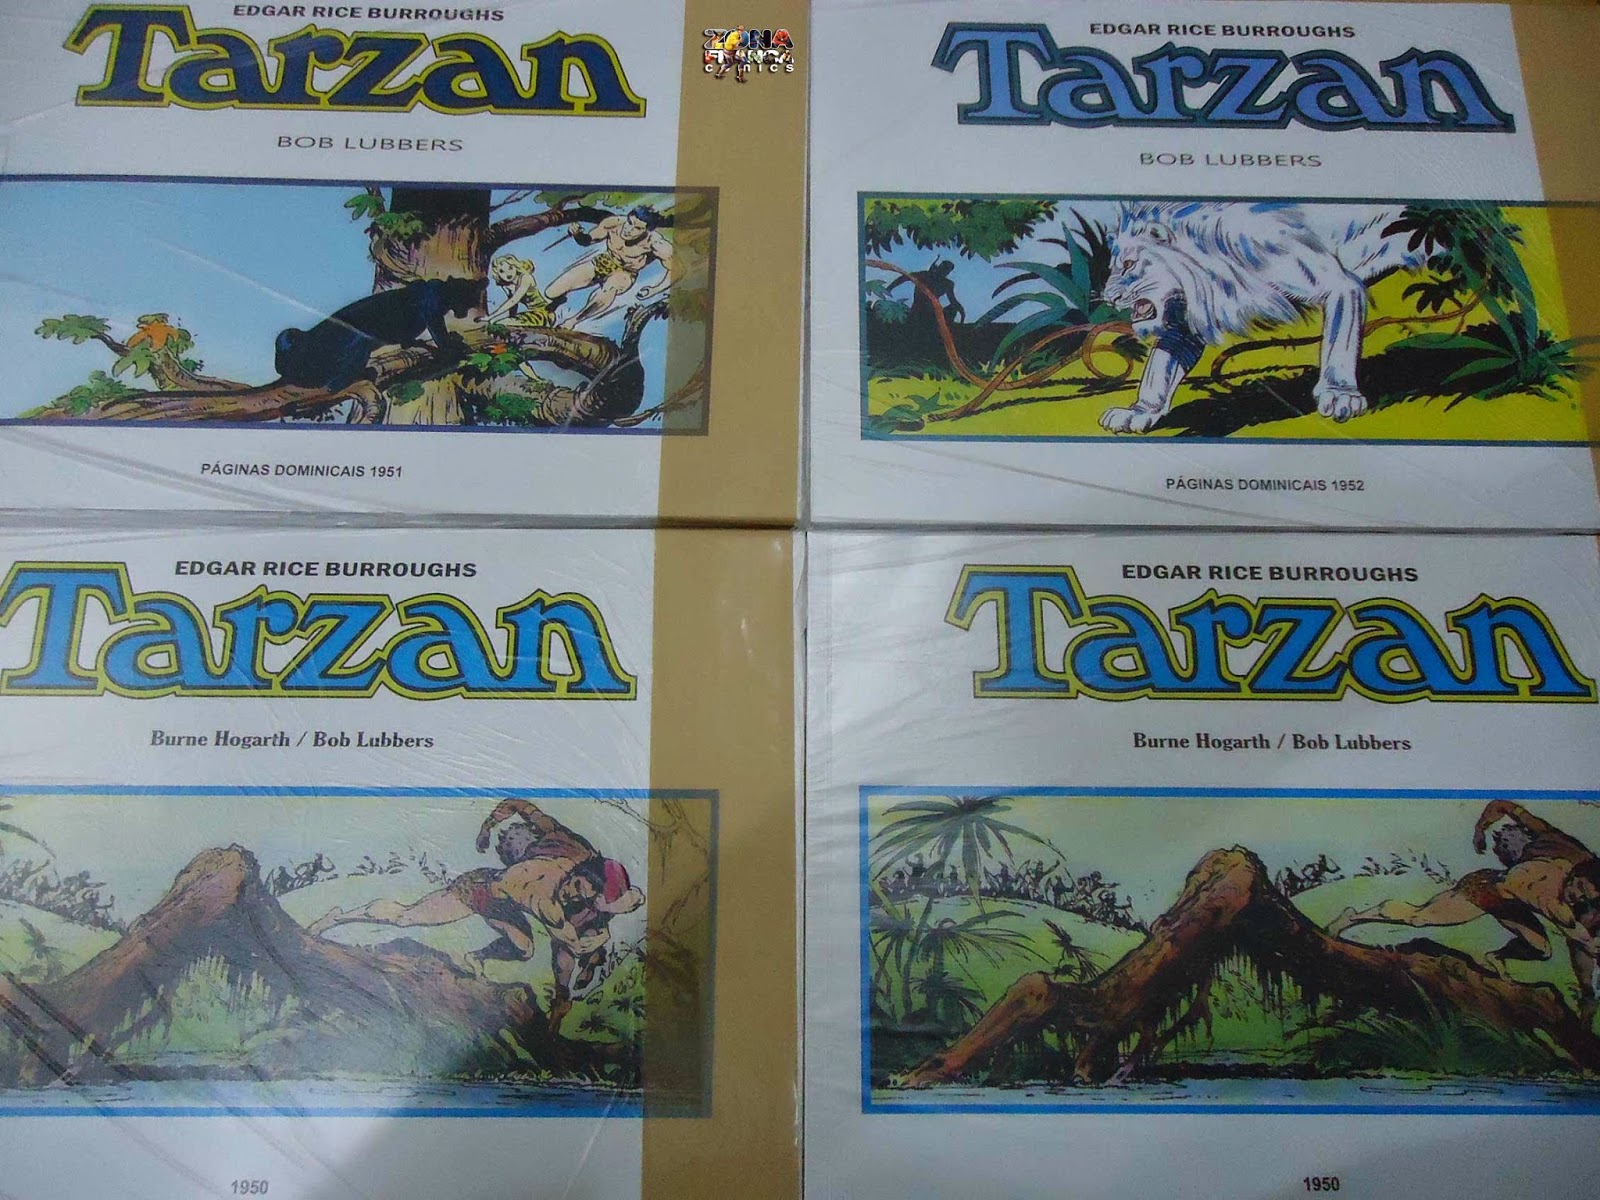 EDGAR RICE BURROUGHS
Tarzan
BOB LUBBERS
PÁGINAS DOMINICAIS 1951
ZONA
FRANCA
comics
EDGAR RICE BURROUGHS
Tarzan
BOB LUBBERS
PÁGINAS DOMINICAIS 1952
EDGAR RICE BURROUGHS
Tarzan
Burne Hogarth / Bob Lubbers
1950
EDGAR RICE BURROUGHS
Tarzan
Burne Hogarth / Bob Lubbers
1950